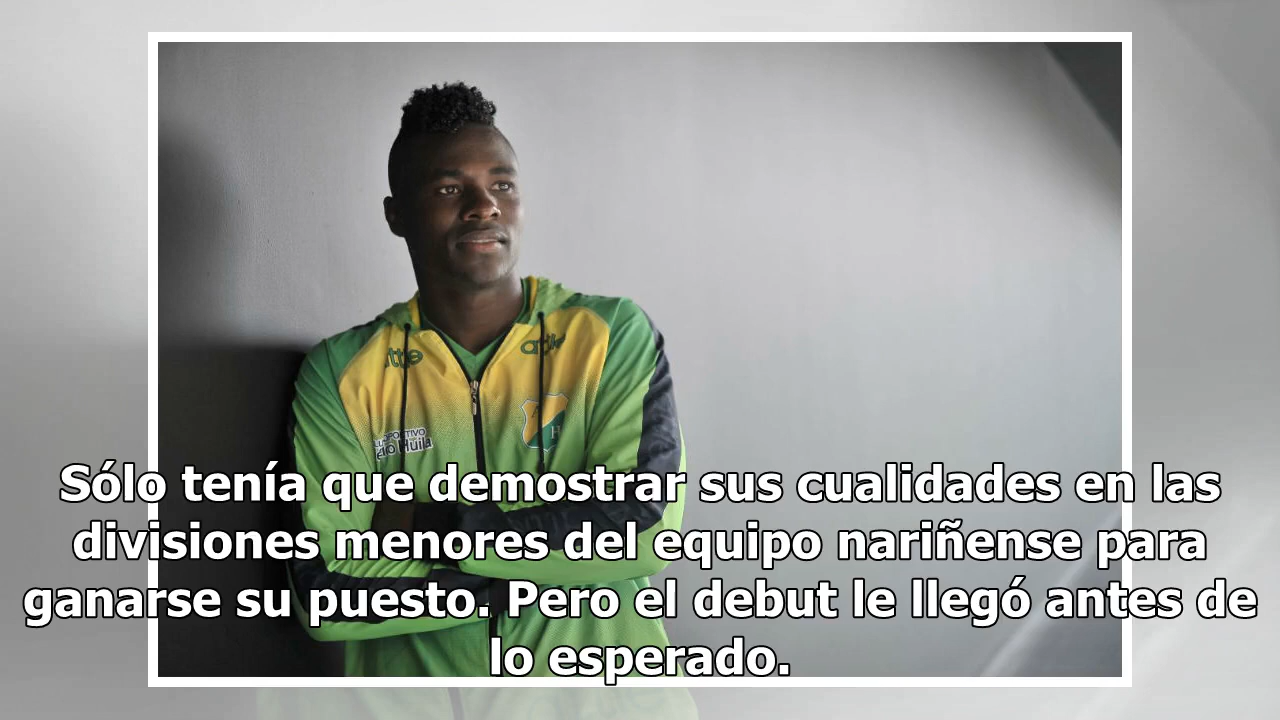 Sólo tenía que demostrar sus cualidades en las
divisiones menores del equipo nariñense para
ganarse su puesto. Pero el debut le llegó antes de
lo esperado.